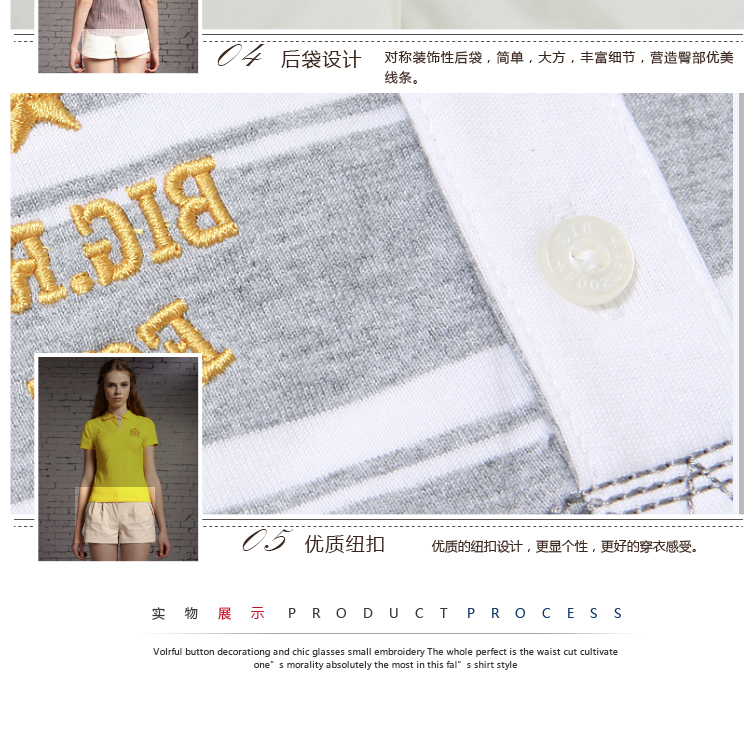 04 后袋设计 对称装饰性后袋，简单，大方，丰富细节，营造臀部优美
线条。
BIG.
05 优质纽扣 优质的纽扣设计，更显个性，更好的穿衣感受。
实 物 展 示 PRODUCT PROCESS
Volrful button decorationg and chic glasses small embroidery The whole perfect is the waist cut cultivate
one”s morality absolutely the most in this fal”s shirt style